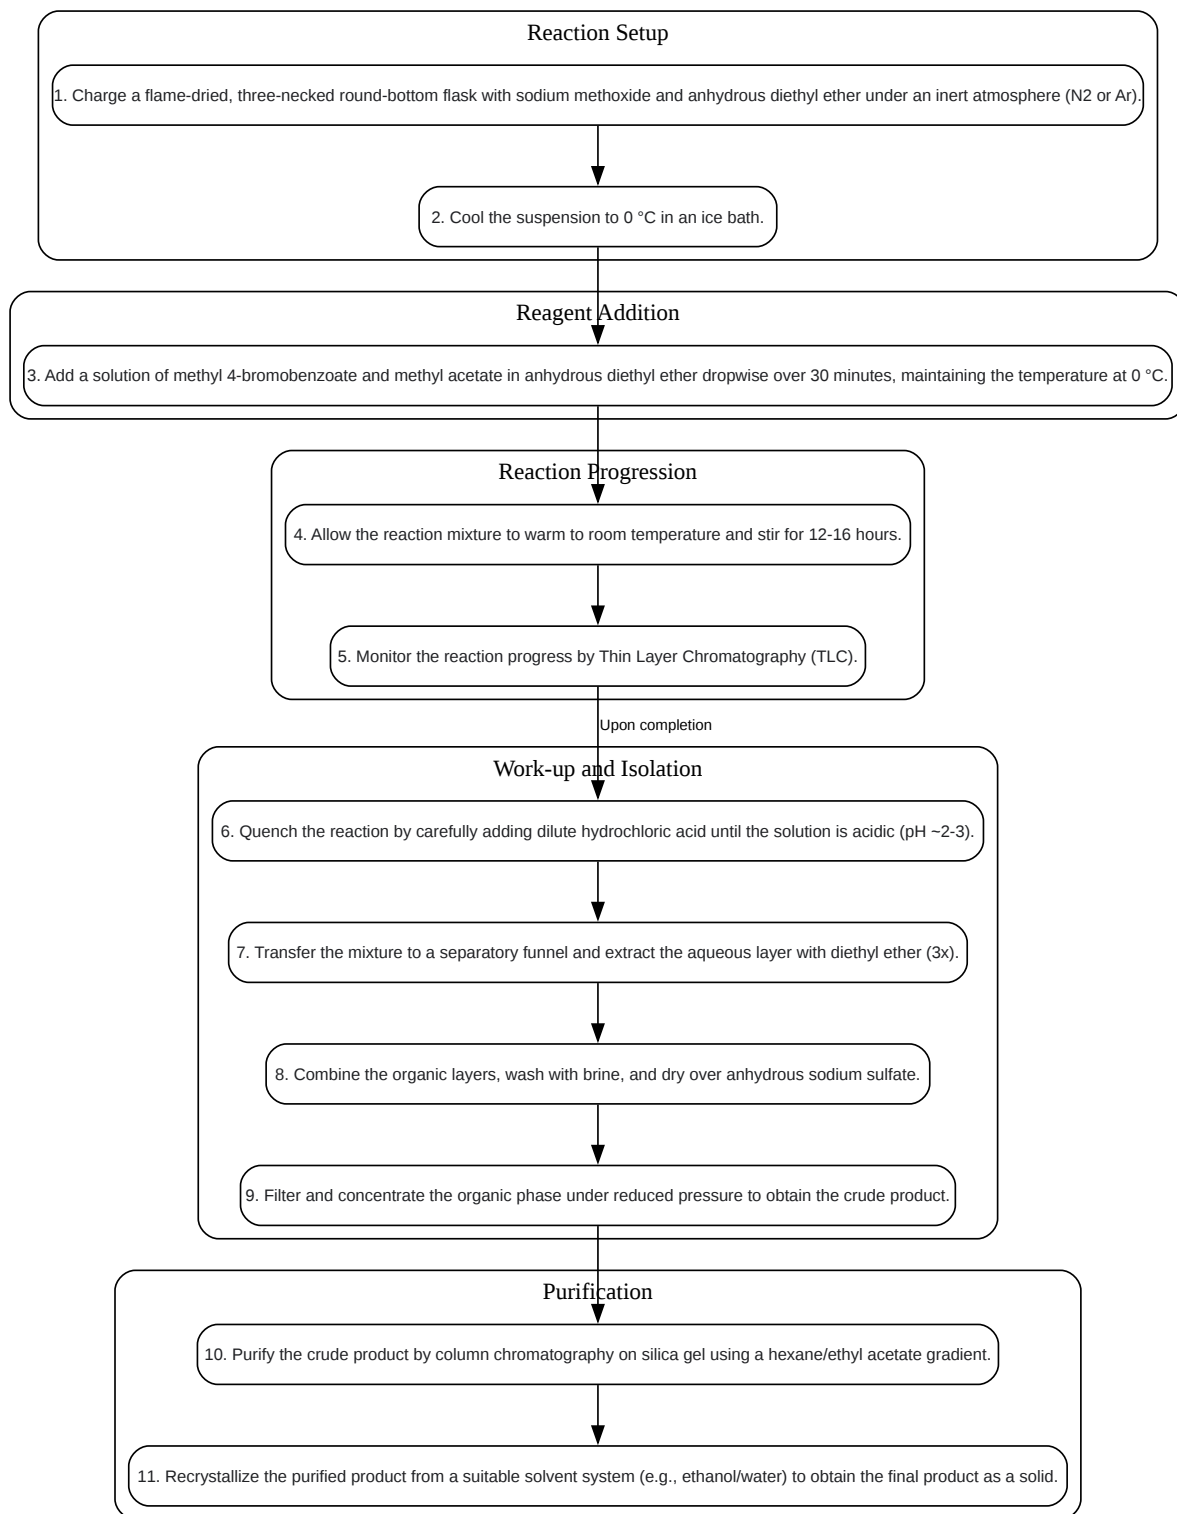 Reaction Setup
1. Charge a flame-dried, three-necked round-bottom flask with sodium methoxide and anhydrous diethyl ether under an inert atmosphere (N2 or Ar).
2. Cool the suspension to 0 °C in an ice bath.
Reagent Addition
3. Add a solution of methyl 4-bromobenzoate and methyl acetate in anhydrous diethyl ether dropwise over 30 minutes, maintaining the temperature at 0 °C.
Reaction Progression
4. Allow the reaction mixture to warm to room temperature and stir for 12-16 hours.
5. Monitor the reaction progress by Thin Layer Chromatography (TLC).
Upon completion
Work-up and Isolation
6. Quench the reaction by carefully adding dilute hydrochloric acid until the solution is acidic (pH ~2-3).
7. Transfer the mixture to a separatory funnel and extract the aqueous layer with diethyl ether (3x).
8. Combine the organic layers, wash with brine, and dry over anhydrous sodium sulfate.
9. Filter and concentrate the organic phase under reduced pressure to obtain the crude product.
Purification
10. Purify the crude product by column chromatography on silica gel using a hexane/ethyl acetate gradient.
11. Recrystallize the purified product from a suitable solvent system (e.g., ethanol/water) to obtain the final product as a solid.